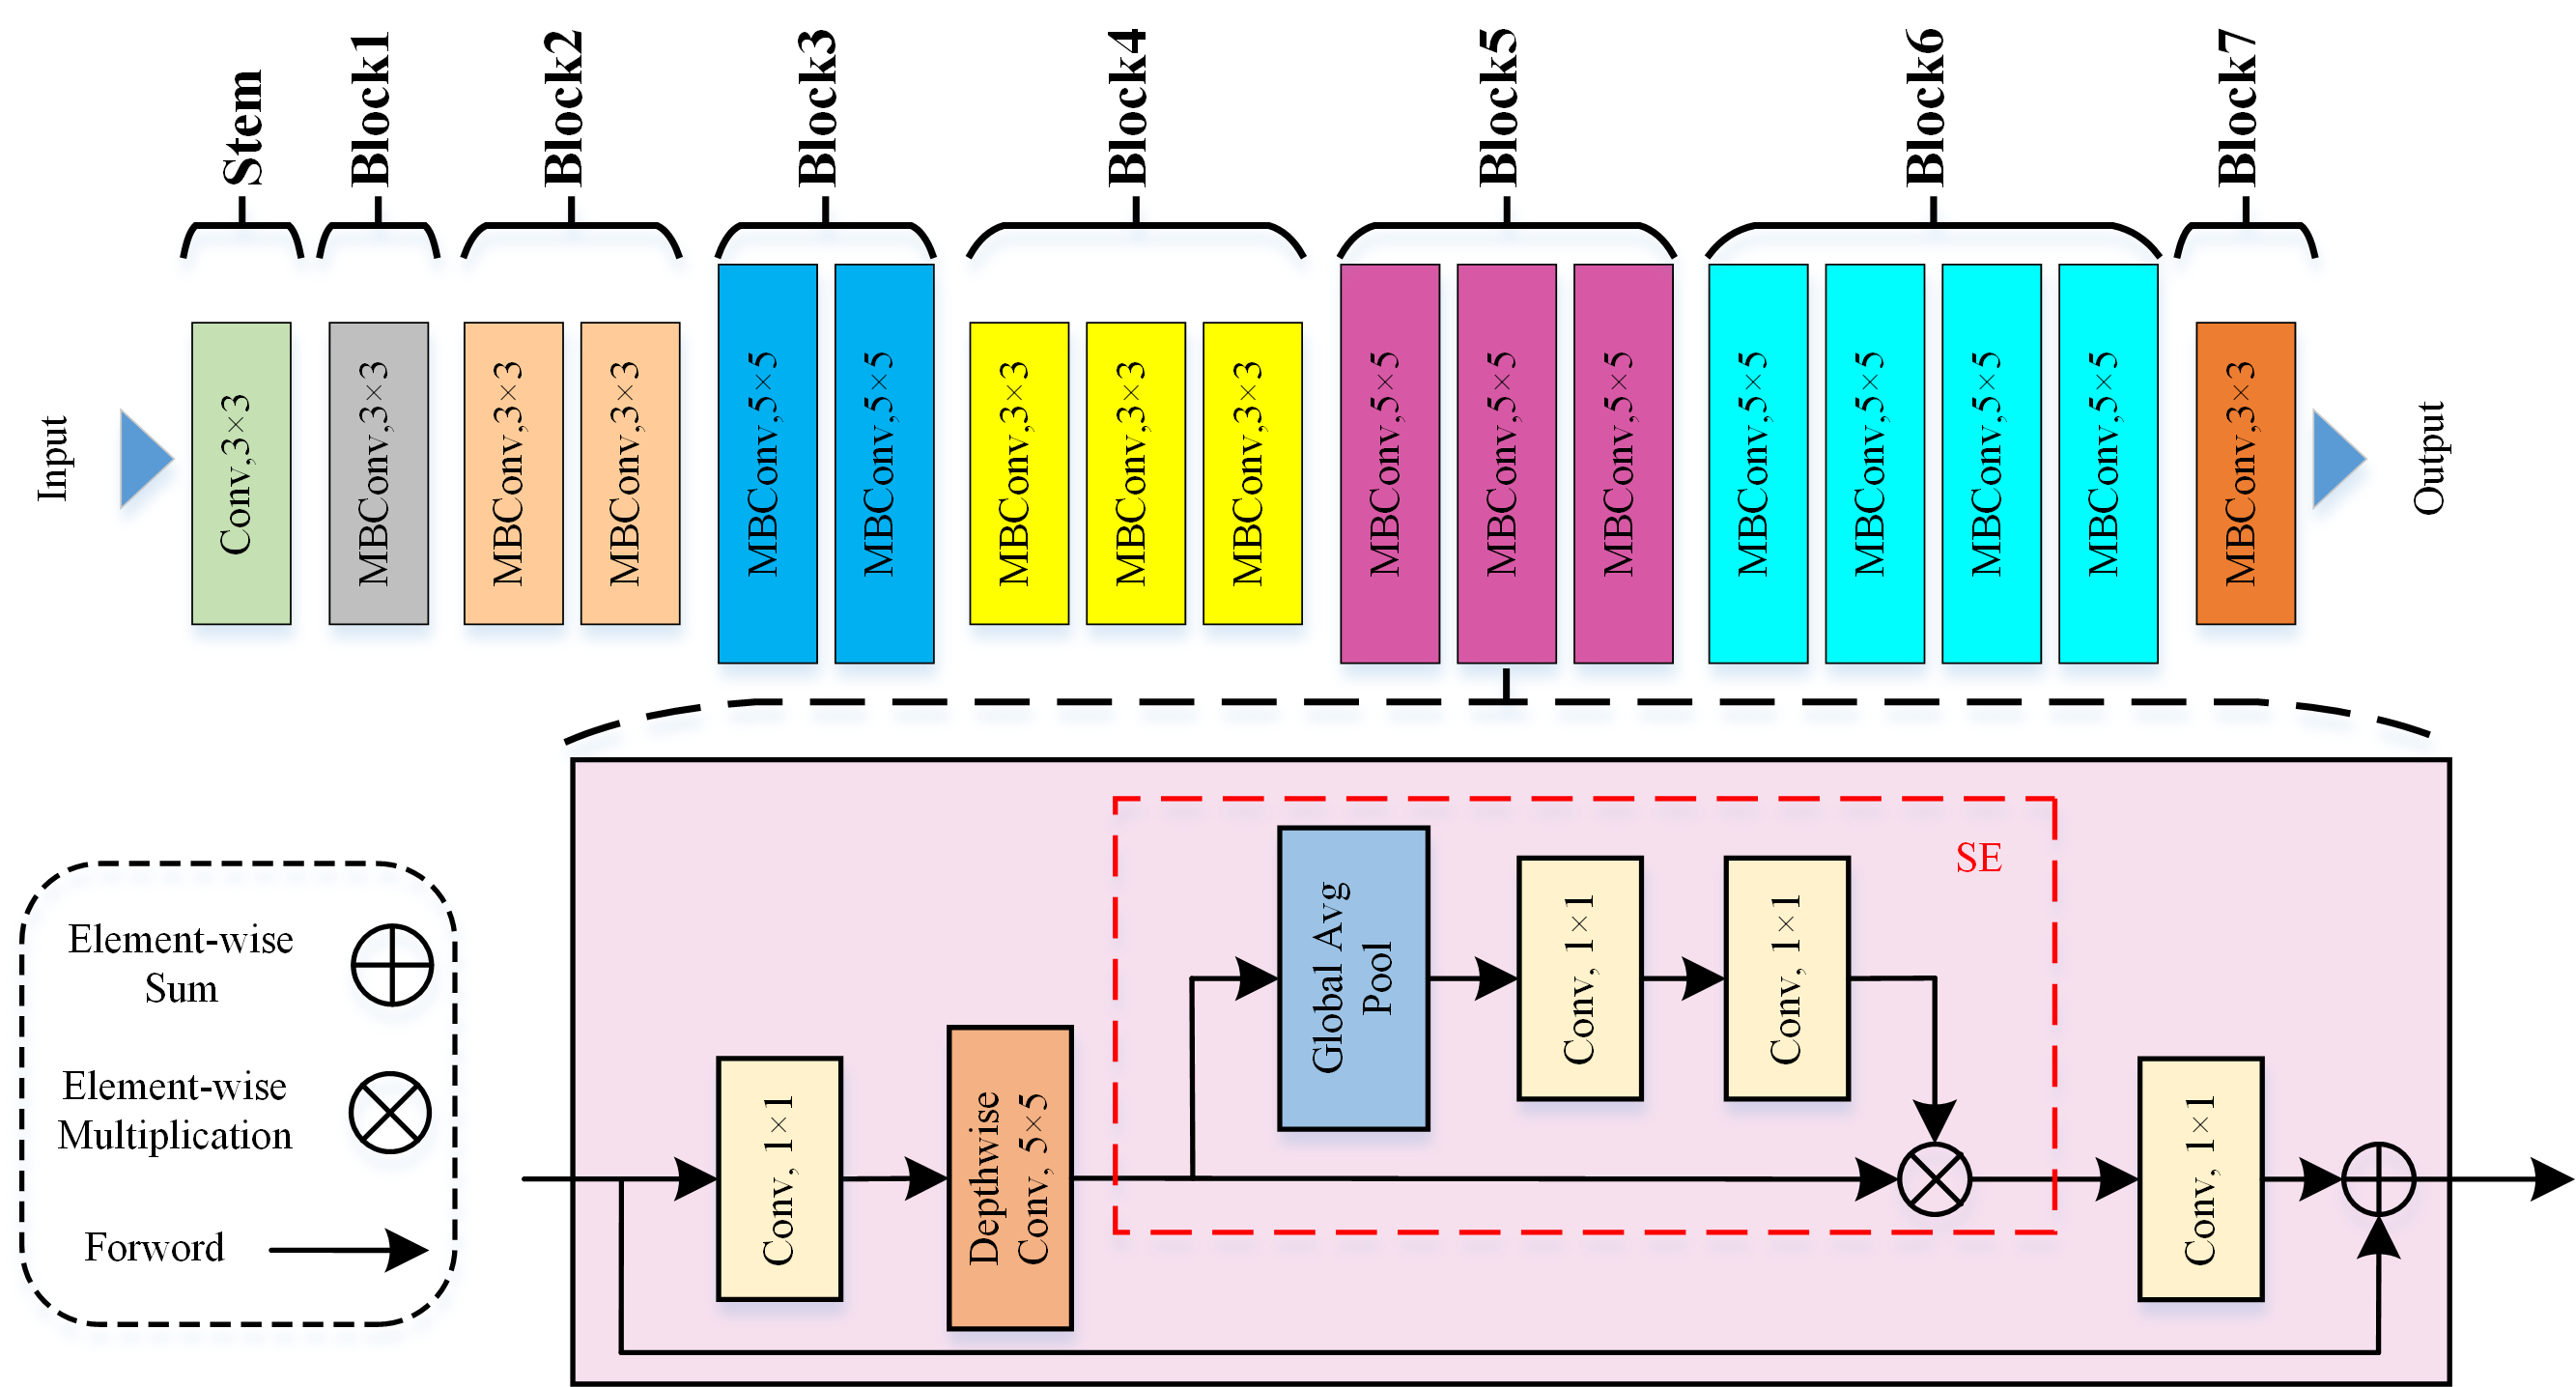 Stem
Block1
Block2
Block3
Block4
Block5
Block6
Block7
Input
Conv,3×3
MBConv,3×3
MBConv,3×3
MBConv,3×3
MBConv,5×5
MBConv,5×5
MBConv,3×3
MBConv,3×3
MBConv,3×3
MBConv,5×5
MBConv,5×5
MBConv,5×5
MBConv,5×5
MBConv,5×5
MBConv,5×5
MBConv,5×5
MBConv,3×3
Output
Element-wise
Sum
Element-wise
Multiplication
Forword
Conv, 1×1
Depthwise
Conv, 5×5
Global Avg
Pool
Conv, 1×1
Conv, 1×1
SE
Conv, 1×1